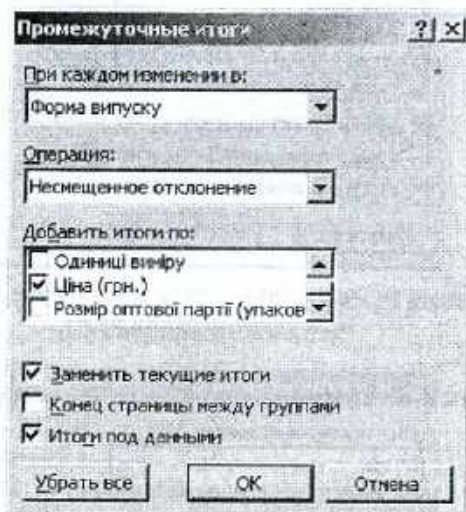 Промежуточные итоги
При каждом изменении в:
Форма випуску
Операция:
Несмещенное отклонение
Добавить итоги по:
Одиниці виміру
Ціна (грн.)
Розмір оптової партії (упаков
Заменить текущие итоги
Конец страницы между группами
Итоги под данными
Убрать все
OK
Отмена